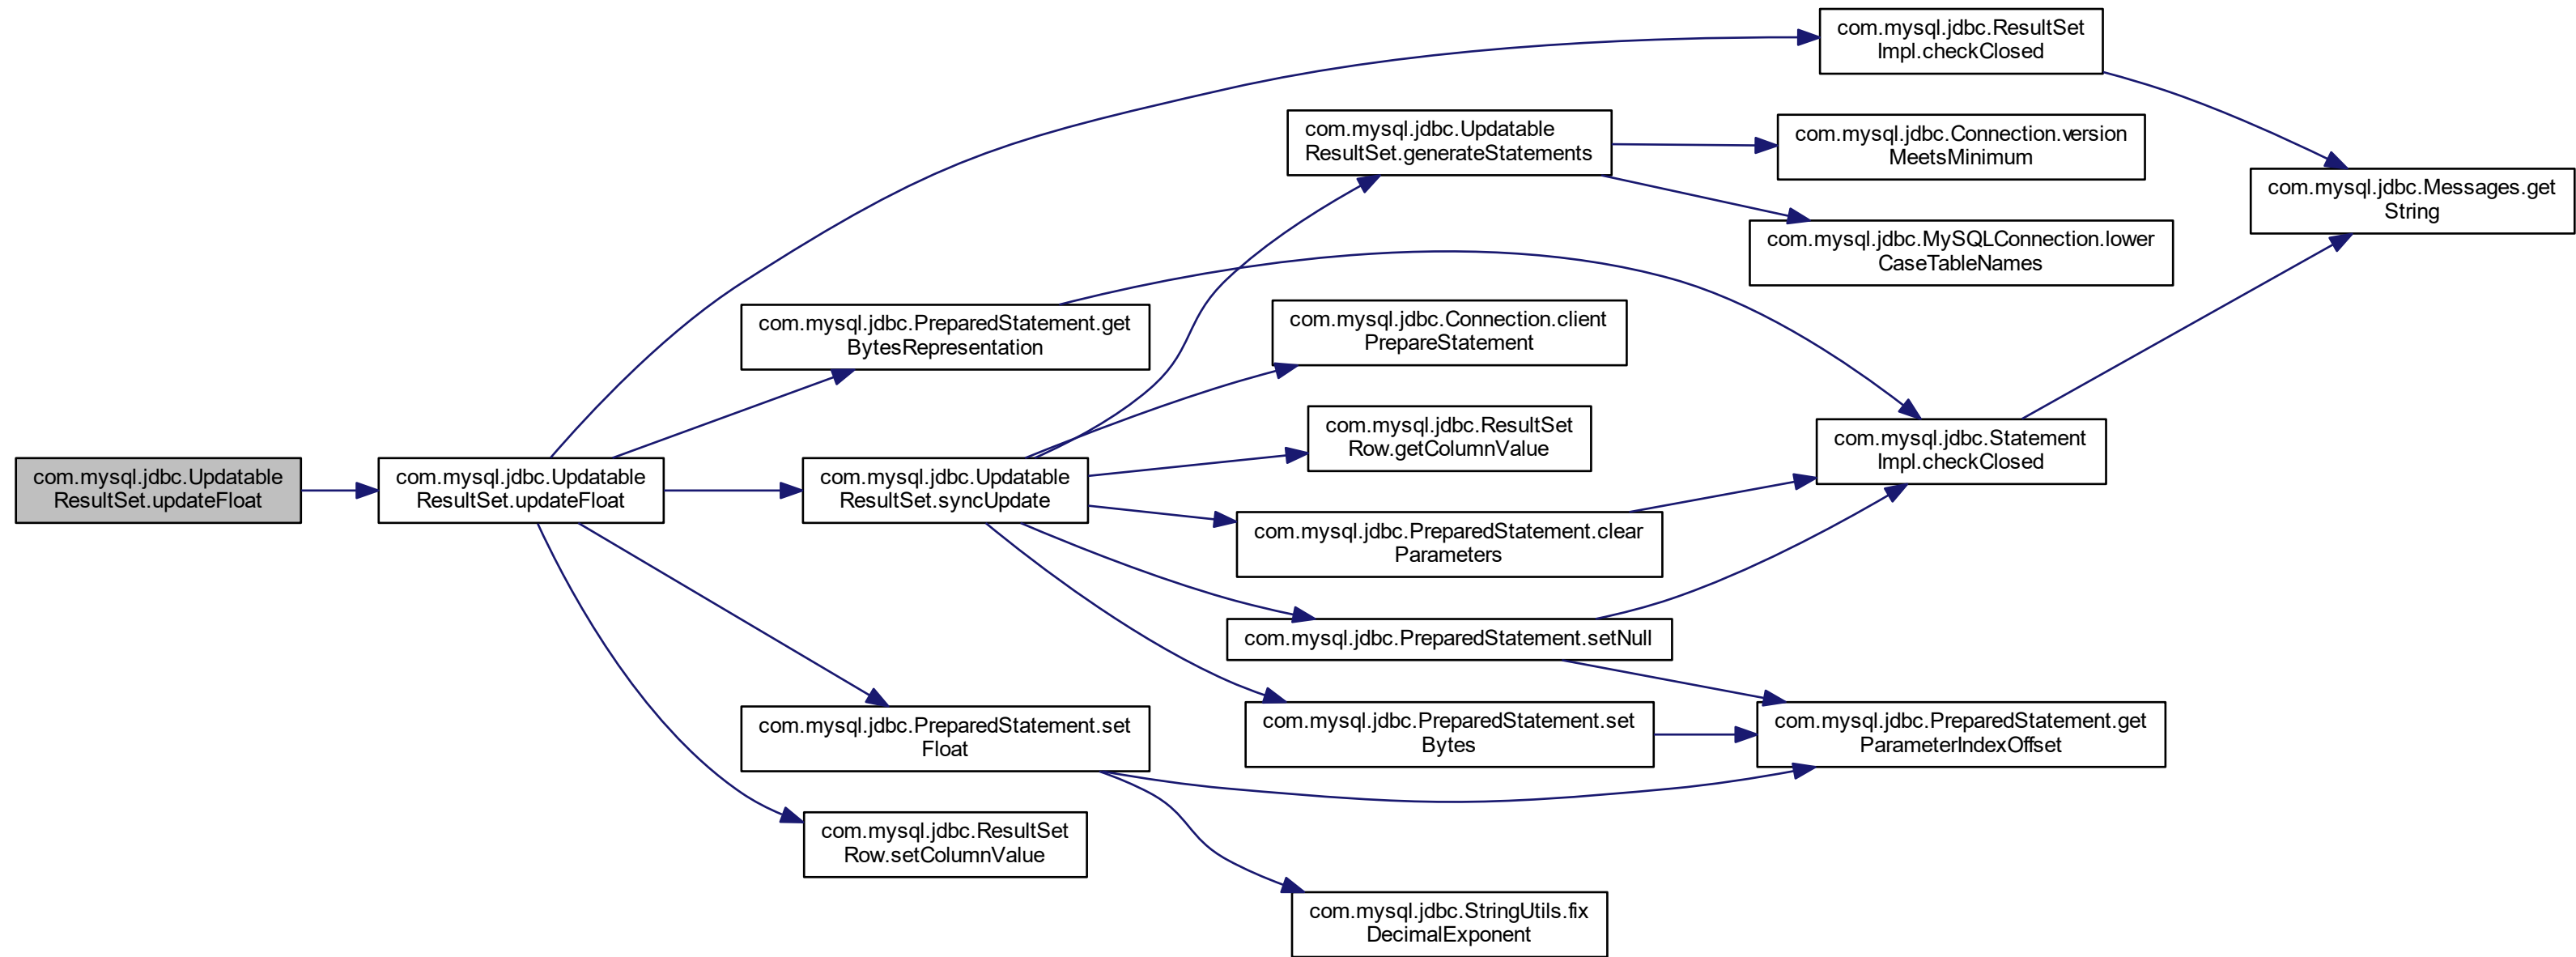 com.mysql.jdbc.Updatable
ResultSet.updateFloat
com.mysql.jdbc.Updatable
ResultSet.updateFloat
com.mysql.jdbc.ResultSet
Impl.checkClosed
com.mysql.jdbc.PreparedStatement.get
BytesRepresentation
com.mysql.jdbc.Updatable
ResultSet.syncUpdate
com.mysql.jdbc.PreparedStatement.set
Float
com.mysql.jdbc.ResultSet
Row.setColumnValue
com.mysql.jdbc.Updatable
ResultSet.generateStatements
com.mysql.jdbc.Connection.client
PrepareStatement
com.mysql.jdbc.ResultSet
Row.getColumnValue
com.mysql.jdbc.PreparedStatement.clear
Parameters
com.mysql.jdbc.PreparedStatement.setNull
com.mysql.jdbc.PreparedStatement.set
Bytes
com.mysql.jdbc.StringUtils.fix
DecimalExponent
com.mysql.jdbc.Connection.version
MeetsMinimum
com.mysql.jdbc.MySQLConnection.lower
CaseTableNames
com.mysql.jdbc.Statement
Impl.checkClosed
com.mysql.jdbc.PreparedStatement.get
ParameterIndexOffset
com.mysql.jdbc.Messages.get
String